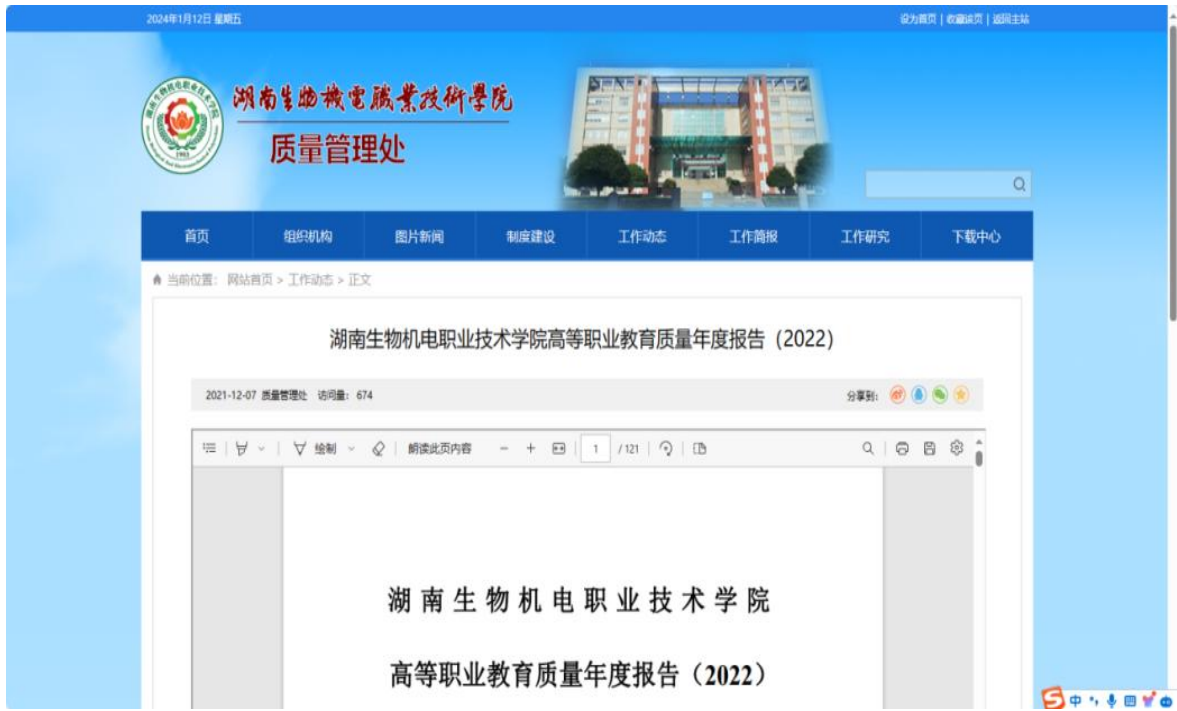 2024年1月12日 星期五
设为首页 | 收藏该页 | 返回主站
湖南生物機電職業技術學院
质量管理处
首页 组织机构 图片新闻 制度建设 工作动态 工作简报 工作研究 下载中心
当前位置： 网站首页 > 工作动态 > 正文
湖南生物机电职业技术学院高等职业教育质量年度报告（2022）
2021-12-07 质量管理处 访问量： 674
分享到：
绘制 朗读此页内容 − + 1 / 121
湖南生物机电职业技术学院
高等职业教育质量年度报告（2022）
中